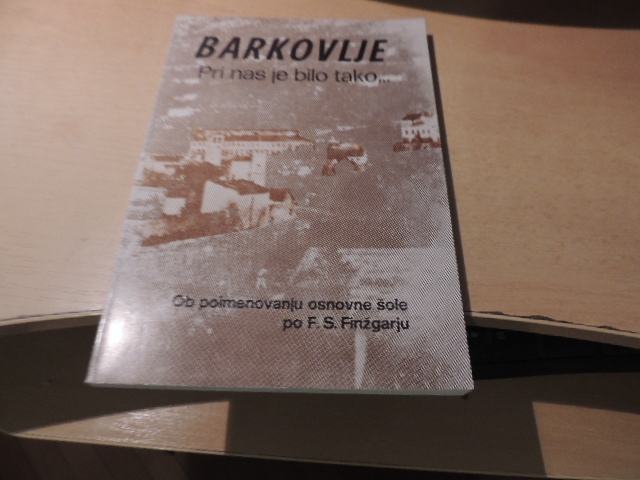 BARKOVLJE
Pri nas je bilo tako...
Ob poimenovanju osnovne šole
po F. S. Finžgarju